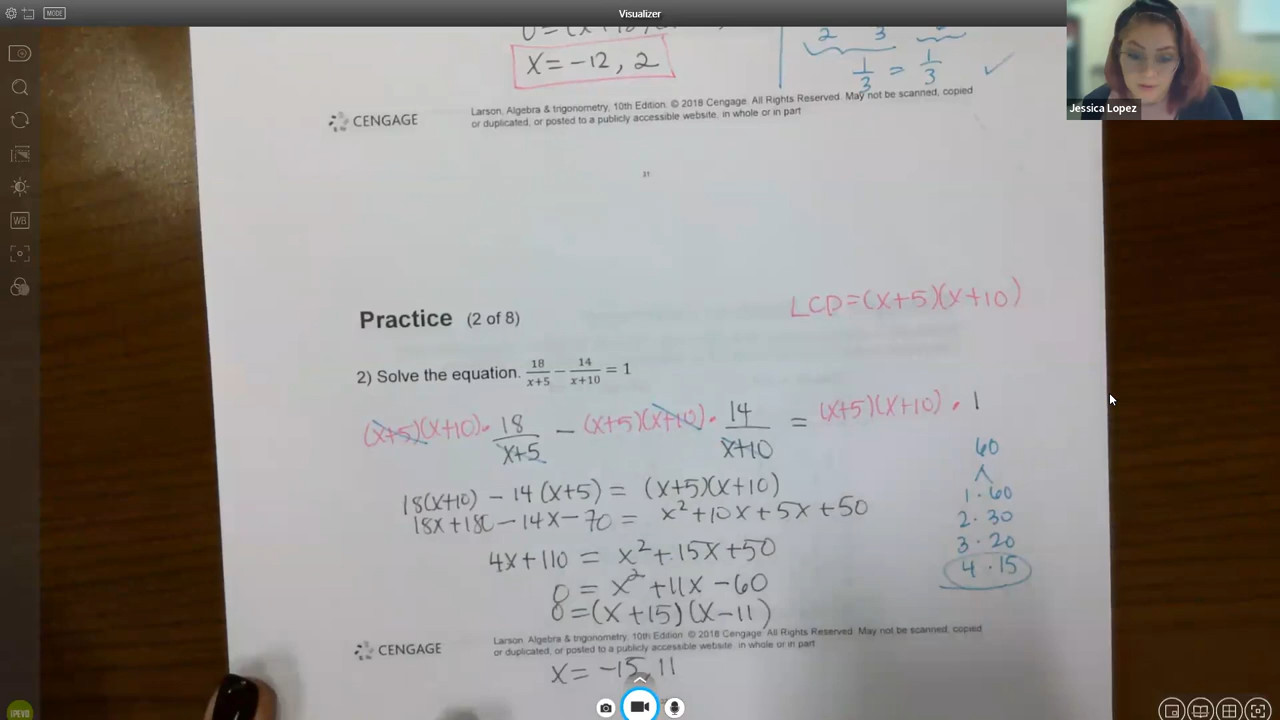 MODE
Visualizer
WB
IPEVO
Jessica Lopez
x = -12, 2
2 3
1/3 = 1/3 ✓
CENGAGE
Larson, Algebra & trigonometry, 10th Edition. © 2018 Cengage. All Rights Reserved. May not be scanned, copied
or duplicated, or posted to a publicly accessible website, in whole or in part
LCD=(x+5)(x+10)
Practice (2 of 8)
2) Solve the equation. 18/x+5 − 14/x+10 = 1
(x+5)(x+10) · 18/x+5 − (x+5)(x+10) · 14/x+10 = (x+5)(x+10) · 1
18(x+10) − 14(x+5) = (x+5)(x+10)
18x+180 − 14x − 70 = x² + 10x + 5x + 50
4x+110 = x² + 15x + 50
0 = x² + 11x − 60
0 = (x+15)(x−11)
x = −15, 11
60
1 · 60
2 · 30
3 · 20
4 · 15
CENGAGE
Larson, Algebra & trigonometry, 10th Edition. © 2018 Cengage. All Rights Reserved. May not be scanned, copied
or duplicated, or posted to a publicly accessible website, in whole or in part